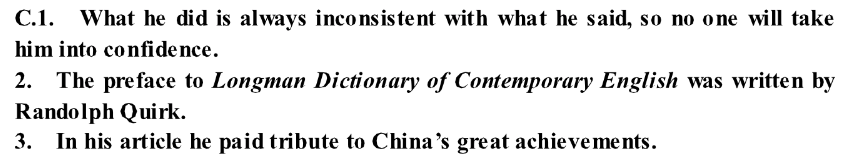 C.1. What he did is always inconsistent with what he said, so no one will take
him into confidence.
2. The preface to Longman Dictionary of Contemporary English was written by
Randolph Quirk.
3. In his article he paid tribute to China’s great achievements.